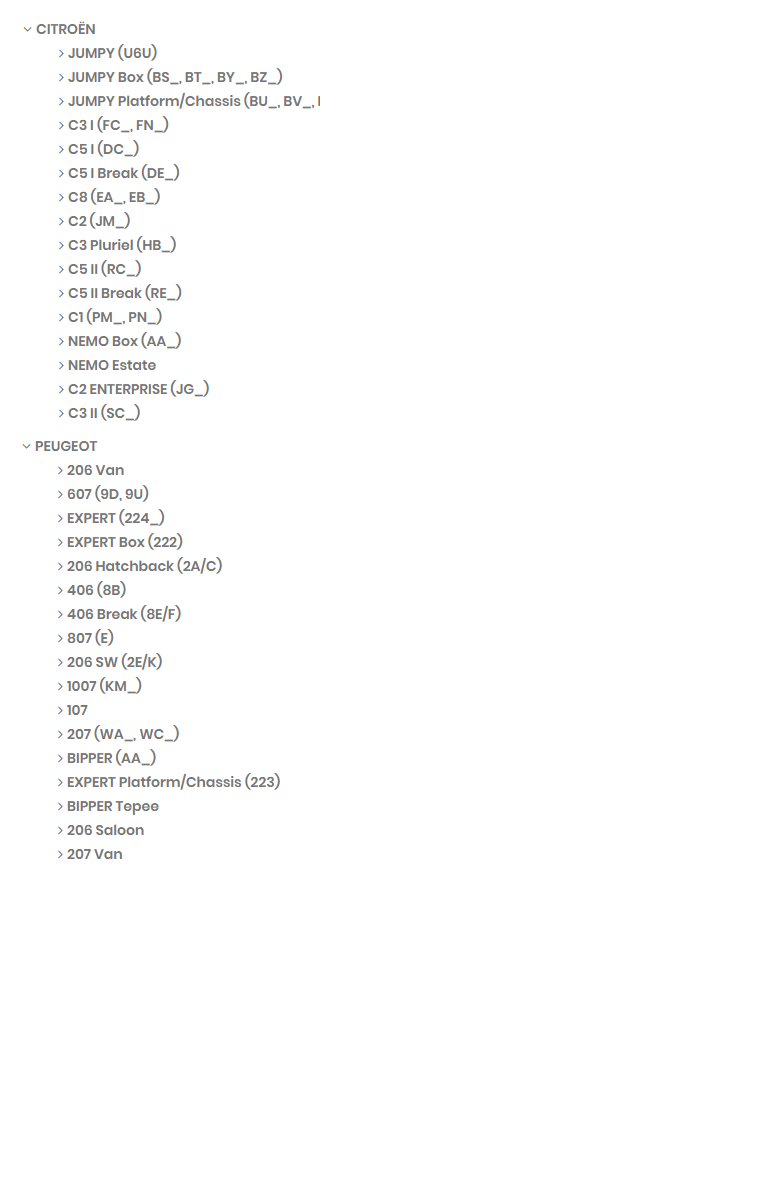 CITROËN
JUMPY (U6U)
JUMPY Box (BS_, BT_, BY_, BZ_)
JUMPY Platform/Chassis (BU_, BV_,
C3 I (FC_, FN_)
C5 I (DC_)
C5 I Break (DE_)
C8 (EA_, EB_)
C2 (JM_)
C3 Pluriel (HB_)
C5 II (RC_)
C5 II Break (RE_)
C1 (PM_, PN_)
NEMO Box (AA_)
NEMO Estate
C2 ENTERPRISE (JG_)
C3 II (SC_)
PEUGEOT
206 Van
607 (9D, 9U)
EXPERT (224_)
EXPERT Box (222)
206 Hatchback (2A/C)
406 (8B)
406 Break (8E/F)
807 (E)
206 SW (2E/K)
1007 (KM_)
107
207 (WA_, WC_)
BIPPER (AA_)
EXPERT Platform/Chassis (223)
BIPPER Tepee
206 Saloon
207 Van